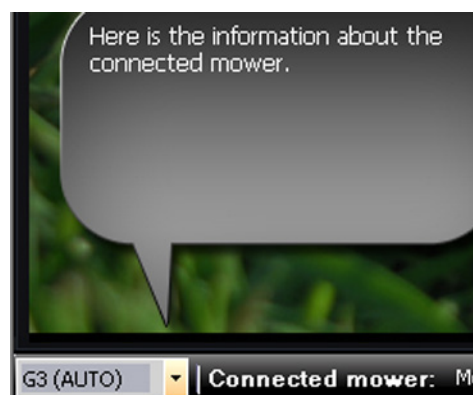 Here is the information about the
connected mower.
G3 (AUTO) | Connected mower: